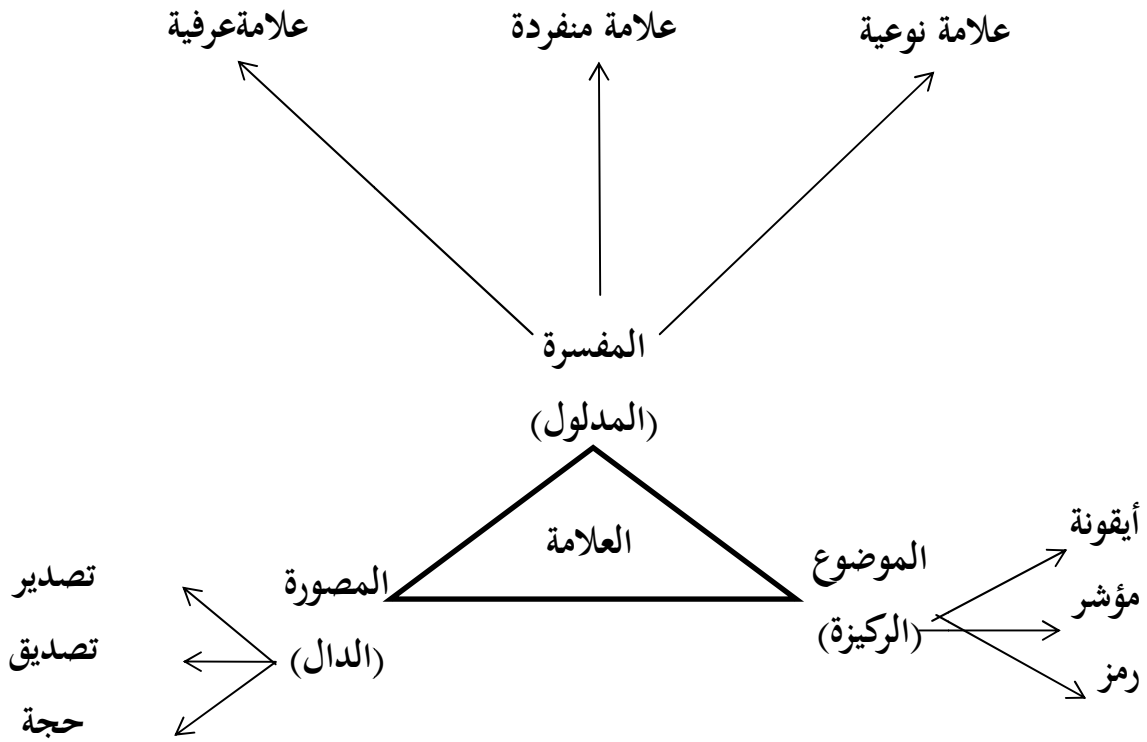 علامة نوعية
علامة منفردة
علامةعرفية
المفسرة
(المدلول)
العلامة
الموضوع
(الركيزة)
أيقونة
مؤشر
رمز
المصورة
(الدال)
تصدير
تصديق
حجة